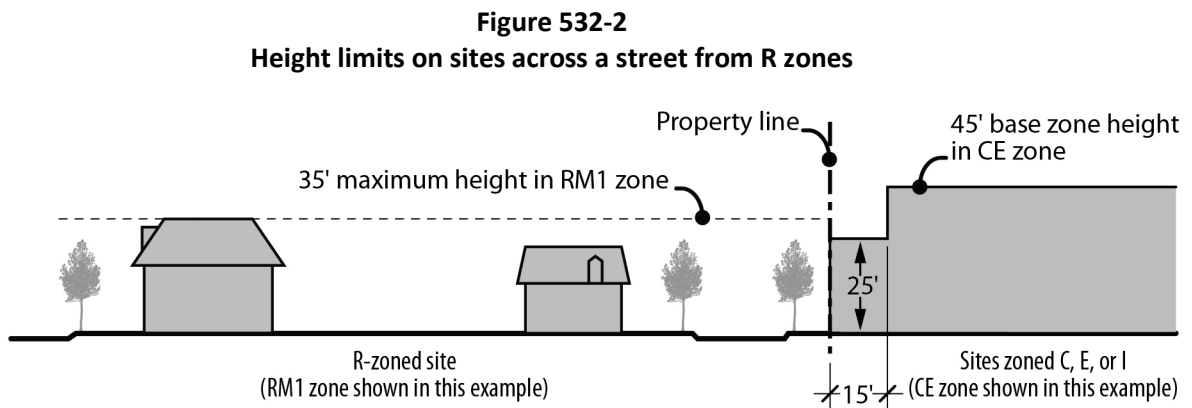 Figure 532-2
Height limits on sites across a street from R zones
Property line
45' base zone height
in CE zone
35' maximum height in RM1 zone
25'
R-zoned site
(RM1 zone shown in this example)
15'
Sites zoned C, E, or I
(CE zone shown in this example)